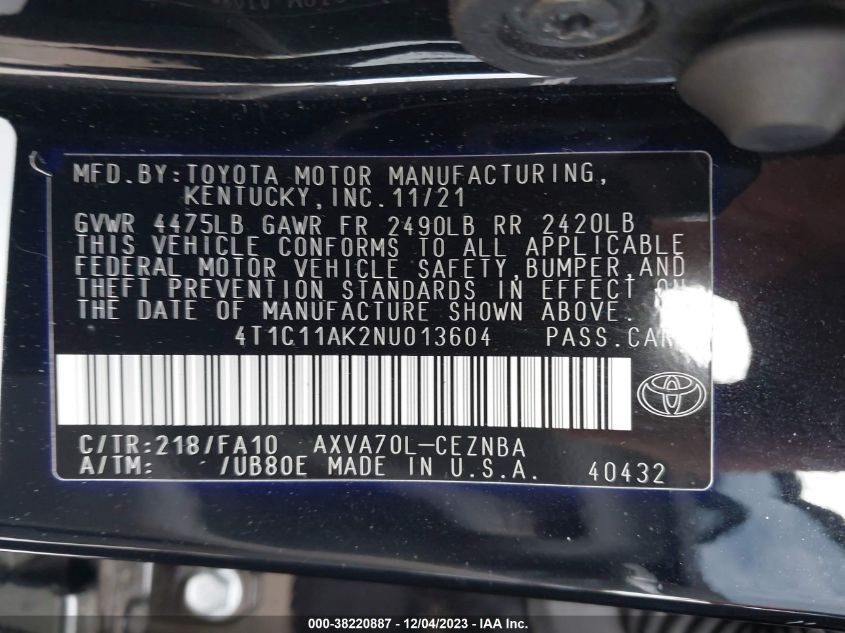 MFD.BY:TOYOTA MOTOR MANUFACTURING,
KENTUCKY,INC.11/21
GVWR 4475LB GAWR FR 2490LB RR 2420LB
THIS VEHICLE CONFORMS TO ALL APPLICABLE
FEDERAL MOTOR VEHICLE SAFETY,BUMPER,AND
THEFT PREVENTION STANDARDS IN EFFECT ON
THE DATE OF MANUFACTURE SHOWN ABOVE.
4T1C11AK2NU013604 PASS.CAR
C/TR:218/FA10 AXVA70L-CEZNBA
A/TM: /UB80E MADE IN U.S.A. 40432
000-38220887 - 12/04/2023 - IAA Inc.